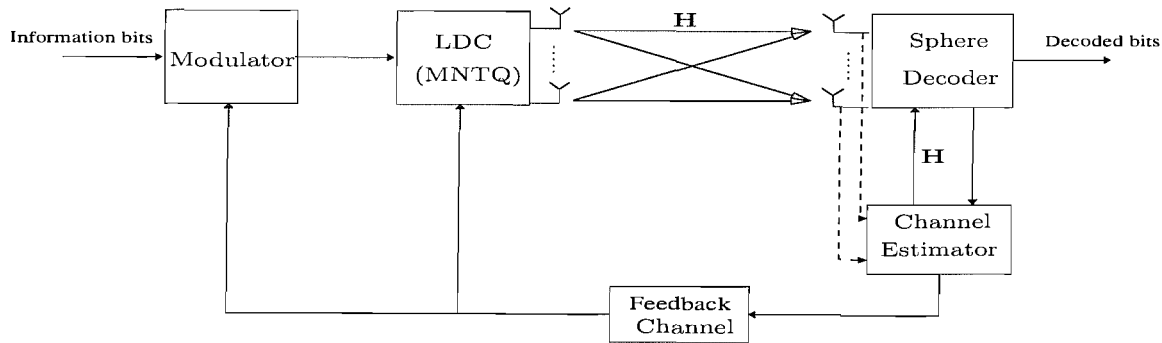 Information bits
Modulator
LDC
(MNTQ)
H
Sphere
Decoder
Decoded bits
H
Channel
Estimator
Feedback
Channel